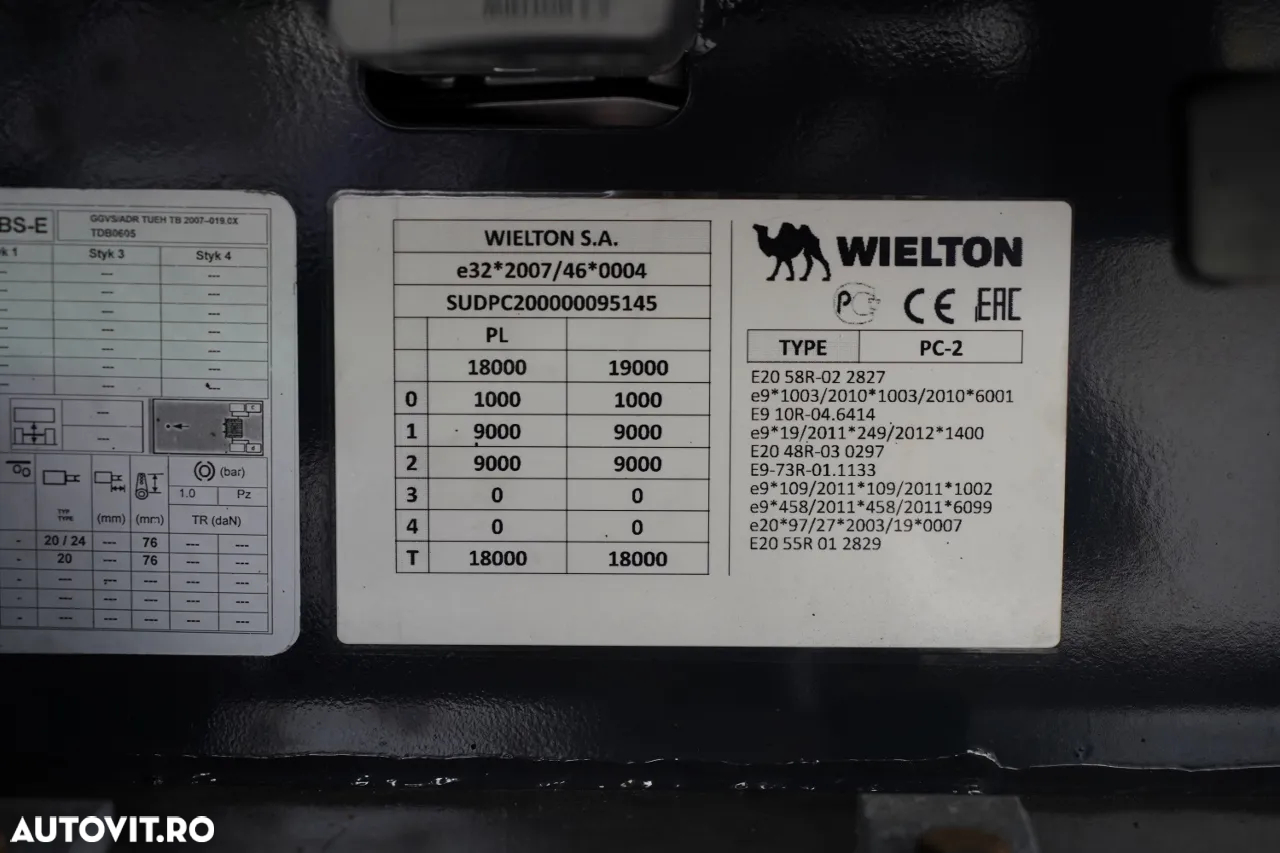 BS-E
GGVS/ADR TUEH TB 2007-019.0X
TDB0605
Styk 3 Styk 4
--- ---
--- ---
--- ---
--- ---
--- ---
--- ---
--- ---
---
---
(bar)
1.0 Pz
TYP
TYPE
(mm) (mm) TR (daN)
- 20 / 24 --- 76 --- ---
- 20 --- 76 --- ---
- --- --- --- --- ---
- --- --- --- --- ---
- --- --- --- --- ---
WIELTON S.A.
e32*2007/46*0004
SUDPC200000095145
PL
18000 19000
0 1000 1000
1 9000 9000
2 9000 9000
3 0 0
4 0 0
T 18000 18000
WIELTON
PC CE EAC
TYPE PC-2
E20 58R-02 2827
e9*1003/2010*1003/2010*6001
E9 10R-04.6414
e9*19/2011*249/2012*1400
E20 48R-03 0297
E9-73R-01.1133
e9*109/2011*109/2011*1002
e9*458/2011*458/2011*6099
e20*97/27*2003/19*0007
E20 55R 01 2829
AUTOVIT.RO